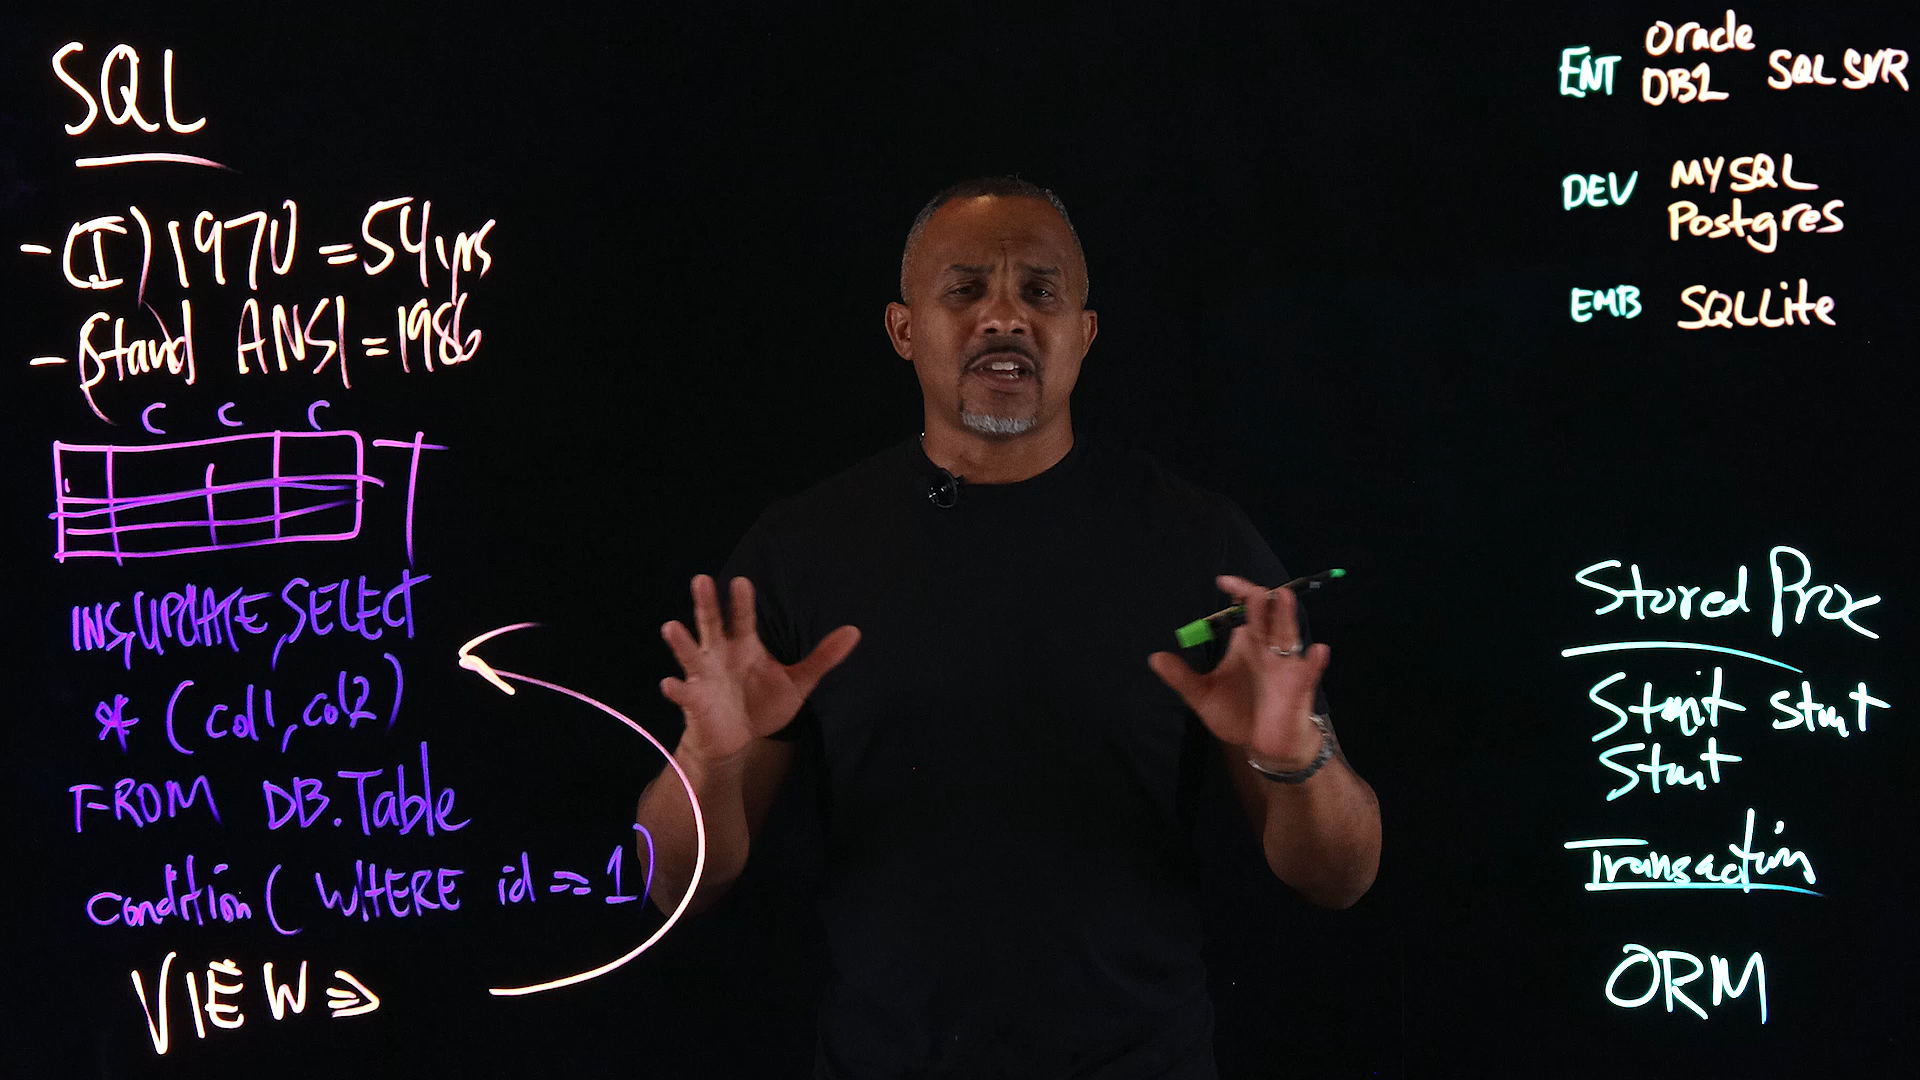 SQL
- (I) 1970 = 54 yrs
- Stand ANSI = 1986
C C C
T
INS, UPDATE, SELECT
* (col1, col2)
FROM DB.Table
condition ( WHERE id == 1)
VIEW
ENT Oracle DB2 SQL SVR
DEV MYSQL
Postgres
EMB SQLLite
Stored Proc
Stmt Stmt
Stmt
Transaction
ORM